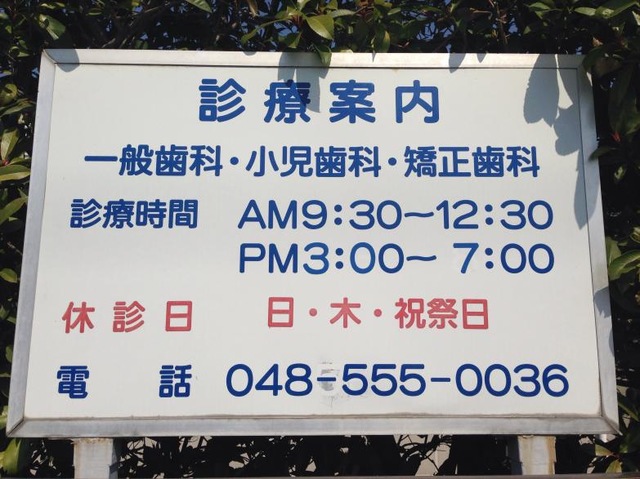 診療案内
一般歯科・小児歯科・矯正歯科
診療時間 AM9:30〜12:30
PM3:00〜 7:00
休診日 日・木・祝祭日
電話 048-555-0036